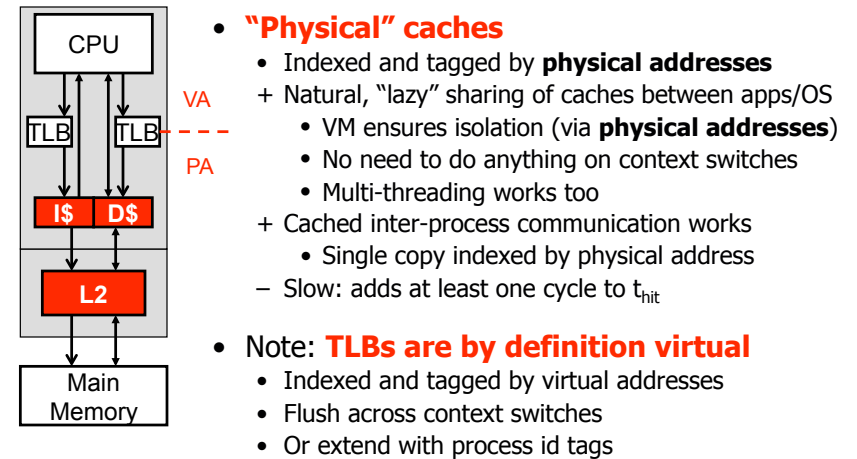 CPU
VA
TLB
TLB
PA
I$
D$
L2
Main
Memory
• “Physical” caches
• Indexed and tagged by physical addresses
+ Natural, “lazy” sharing of caches between apps/OS
• VM ensures isolation (via physical addresses)
• No need to do anything on context switches
• Multi-threading works too
+ Cached inter-process communication works
• Single copy indexed by physical address
– Slow: adds at least one cycle to thit
• Note: TLBs are by definition virtual
• Indexed and tagged by virtual addresses
• Flush across context switches
• Or extend with process id tags